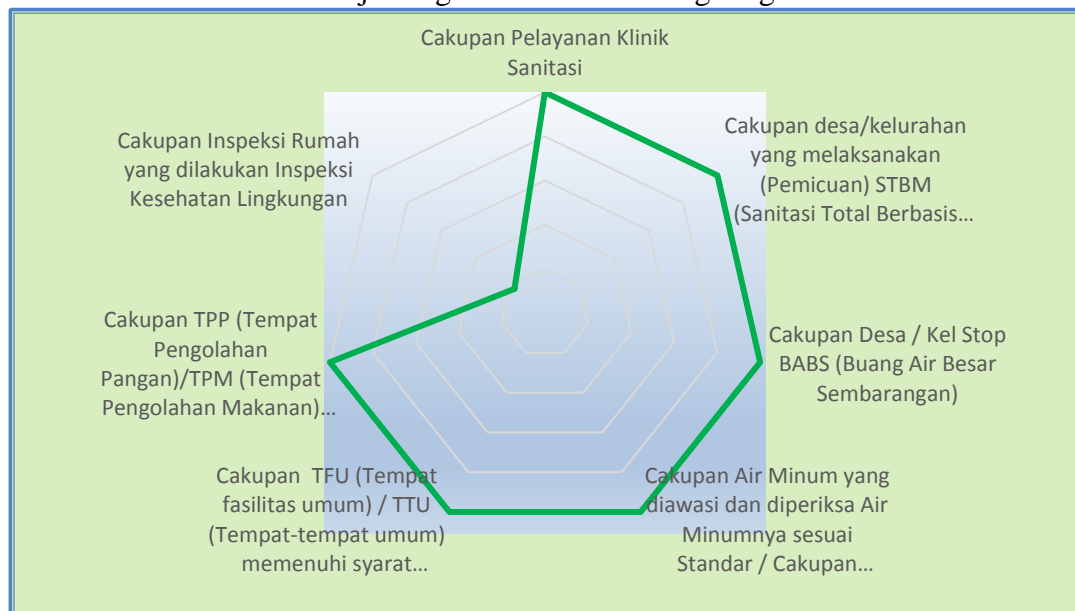 Cakupan Pelayanan Klinik
Sanitasi
Cakupan desa/kelurahan
yang melaksanakan
(Pemicuan) STBM
(Sanitasi Total Berbasis…
Cakupan Desa / Kel Stop
BABS (Buang Air Besar
Sembarangan)
Cakupan Air Minum yang
diawasi dan diperiksa Air
Minumnya sesuai
Standar / Cakupan…
Cakupan  TFU (Tempat
fasilitas umum) / TTU
(Tempat-tempat umum)
memenuhi syarat…
Cakupan TPP (Tempat
Pengolahan
Pangan)/TPM (Tempat
Pengolahan Makanan)…
Cakupan Inspeksi Rumah
yang dilakukan Inspeksi
Kesehatan Lingkungan